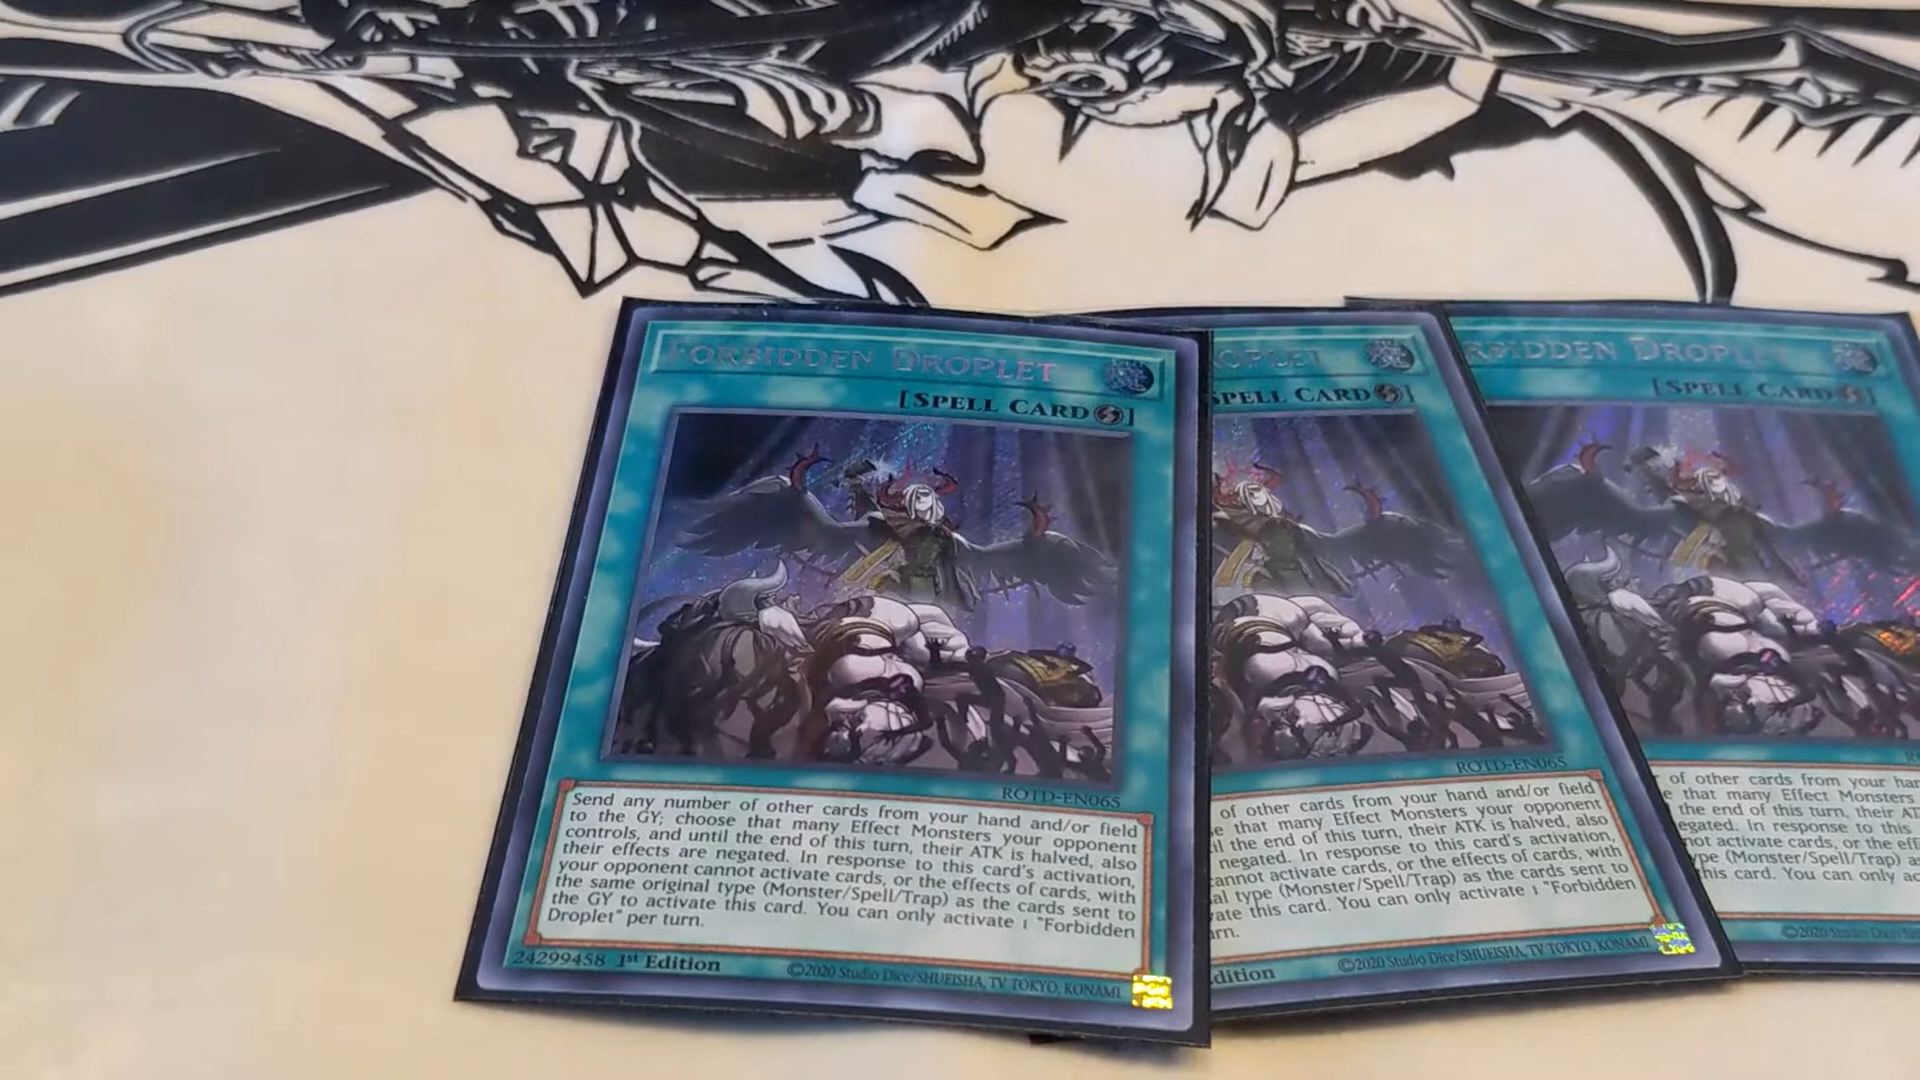 FORBIDDEN DROPLET
[SPELL CARD]
ROTD-EN065
Send any number of other cards from your hand and/or field
to the GY; choose that many Effect Monsters your opponent
controls, and until the end of this turn, their ATK is halved, also
their effects are negated. In response to this card's activation,
your opponent cannot activate cards, or the effects of cards, with
the same original type (Monster/Spell/Trap) as the cards sent to
the GY to activate this card. You can only activate 1 "Forbidden
Droplet" per turn.
24299458 1st Edition
©2020 Studio Dice/SHUEISHA, TV TOKYO, KONAMI
ROPLET
SPELL CARD]
ROTD-EN065
of other cards from your hand and/or field
e that many Effect Monsters your opponent
il the end of this turn, their ATK is halved, also
negated. In response to this card's activation,
cannot activate cards, or the effects of cards, with
al type (Monster/Spell/Trap) as the cards sent to
vate this card. You can only activate 1 "Forbidden
urn.
dition
©2020 Studio Dice/SHUEISHA, TV TOKYO, KONAMI
RBIDDEN DROPLET
[SPELL CARD]
of other cards from your har
e that many Effect Monsters
the end of this turn, their AT
egated. In response to this
not activate cards, or the eff
ype (Monster/Spell/Trap) as
his card. You can only ac
©2020 Studio Dice/